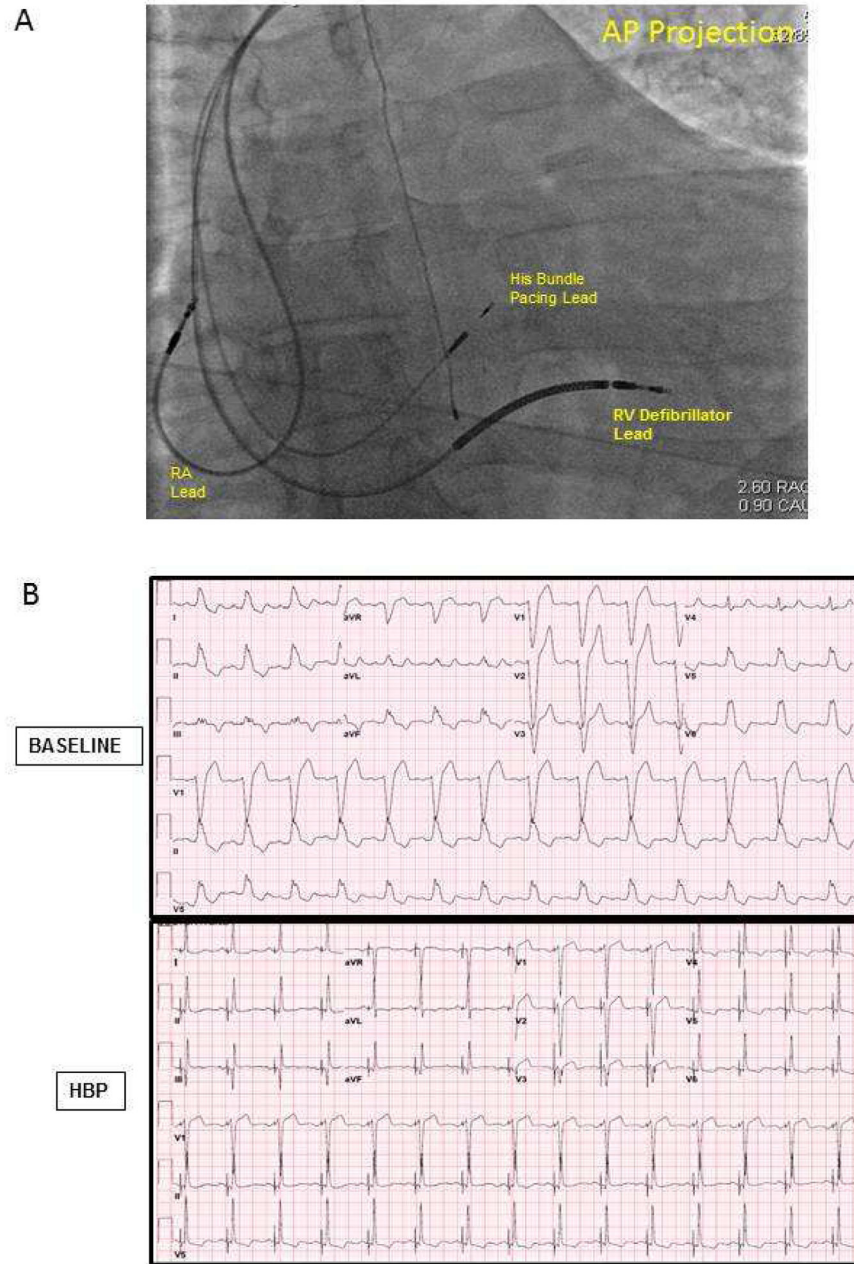 A
AP Projection
His Bundle
Pacing Lead
RV Defibrillator
Lead
RA
Lead
2.60 RAO
0.90 CAU
B
BASELINE
I aVR V1 V4
II aVL V2 V5
III aVF V3 V6
V1
II
V5
HBP
I aVR V1 V4
II aVL V2 V5
III aVF V3 V6
V1
II
V5